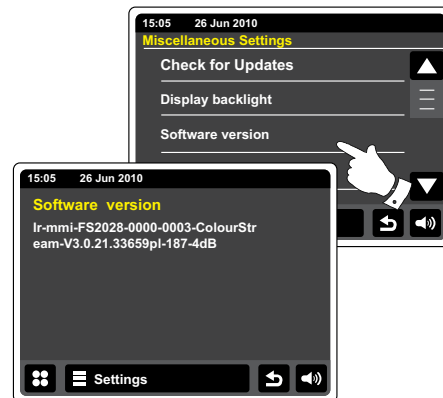 15:05 26 Jun 2010
Miscellaneous Settings
Check for Updates
Display backlight
Software version
15:05 26 Jun 2010
Software version
Ir-mmi-FS2028-0000-0003-ColourStr
eam-V3.0.21.33659pl-187-4dB
Settings